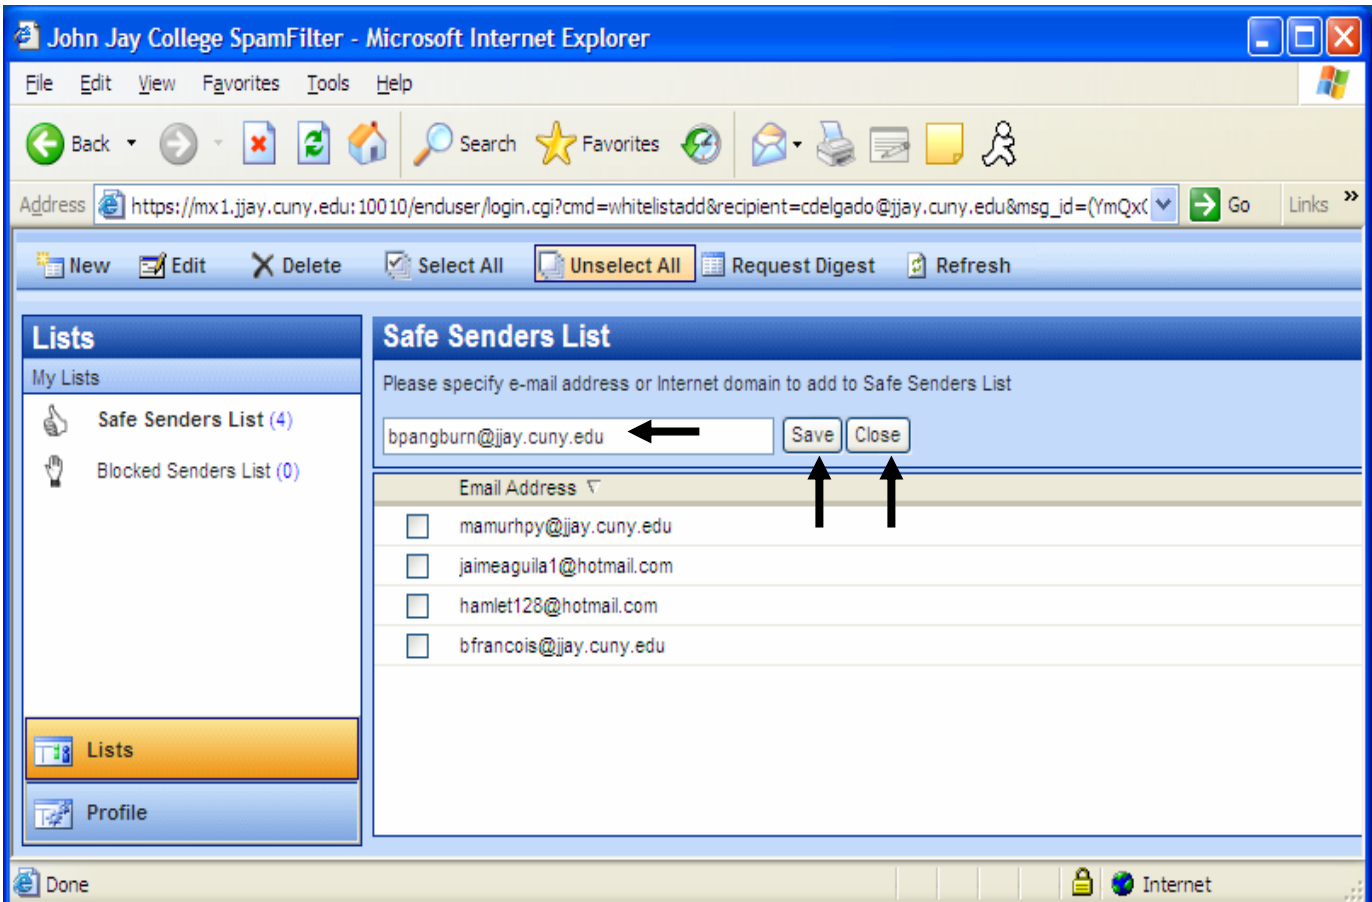 John Jay College SpamFilter - Microsoft Internet Explorer
File Edit View Favorites Tools Help
Back Search Favorites
Address https://mx1.jjay.cuny.edu:10010/enduser/login.cgi?cmd=whitelistadd&recipient=cdelgado@jjay.cuny.edu&msg_id=(YmQx Go Links »
New Edit Delete Select All Unselect All Request Digest Refresh
Lists
My Lists
Safe Senders List (4)
Blocked Senders List (0)
Lists
Profile
Safe Senders List
Please specify e-mail address or Internet domain to add to Safe Senders List
bpangburn@jjay.cuny.edu Save Close
Email Address
mamurhpy@jjay.cuny.edu
jaimeaguila1@hotmail.com
hamlet128@hotmail.com
bfrancois@jjay.cuny.edu
Done Internet